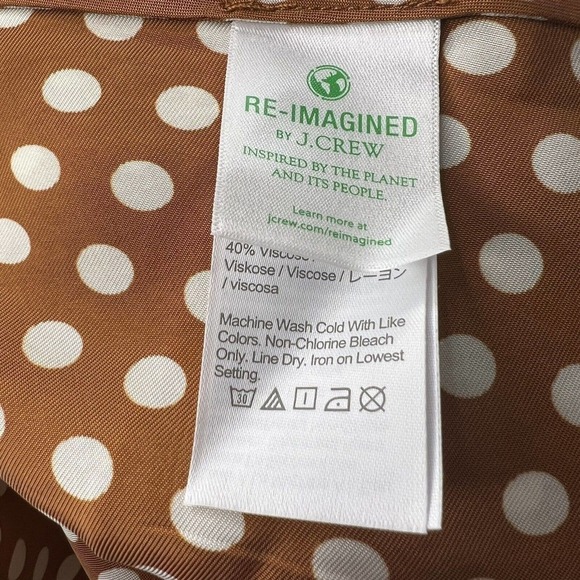 RE-IMAGINED
BY J.CREW
INSPIRED BY THE PLANET
AND ITS PEOPLE.
Learn more at
jcrew.com/reimagined
40% Viscose
Viskose / Viscose / レーヨン
/ viscosa
Machine Wash Cold With Like
Colors. Non-Chlorine Bleach
Only. Line Dry. Iron on Lowest
Setting.
30